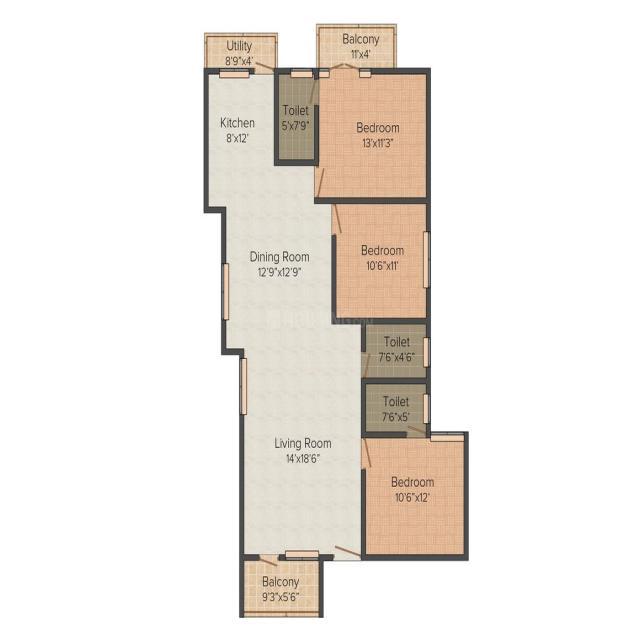 Utility
8'9"x4'
Balcony
11'x4'
Kitchen
8'x12'
Toilet
5'x7'9"
Bedroom
13'x11'3"
Dining Room
12'9"x12'9"
Bedroom
10'6"x11'
Toilet
7'6"x4'6"
Toilet
7'6"x5'
Living Room
14'x18'6"
Bedroom
10'6"x12'
Balcony
9'3"x5'6"